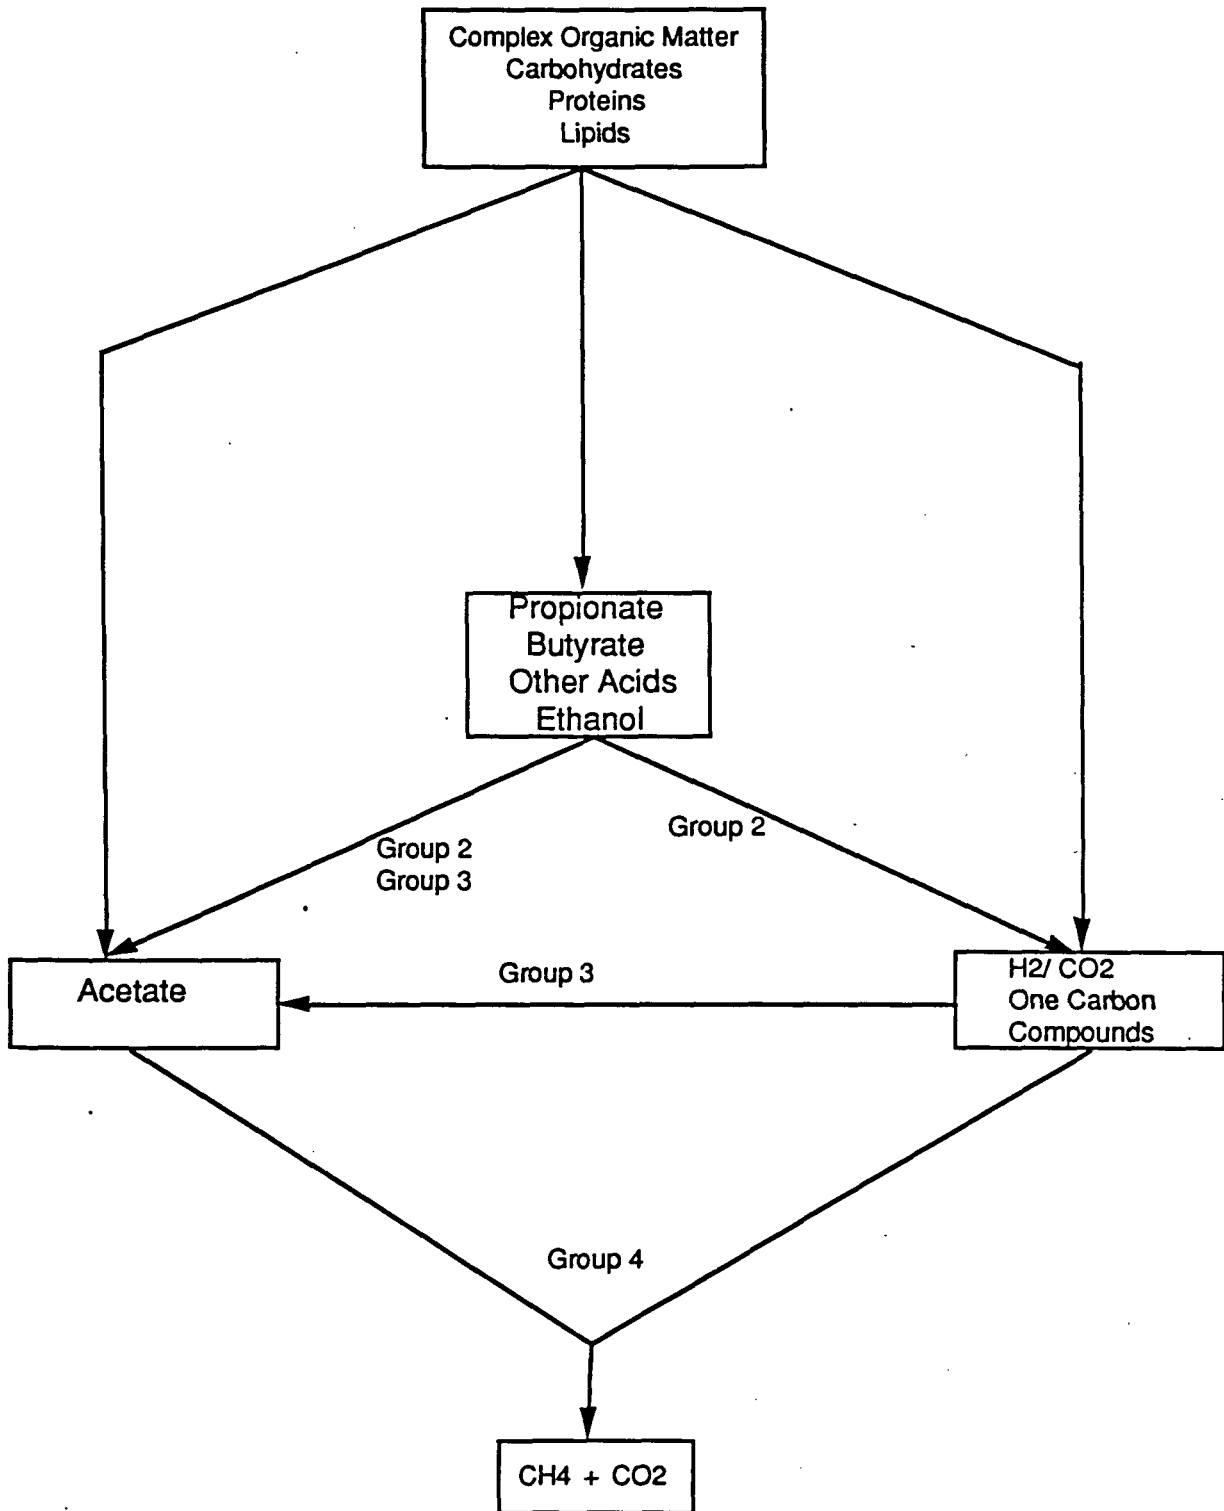 Complex Organic Matter
Carbohydrates
Proteins
Lipids
Propionate
Butyrate
Other Acids
Ethanol
Group 2
Group 2
Group 3
Group 3
Acetate
H2/ CO2
One Carbon
Compounds
Group 4
CH4 + CO2